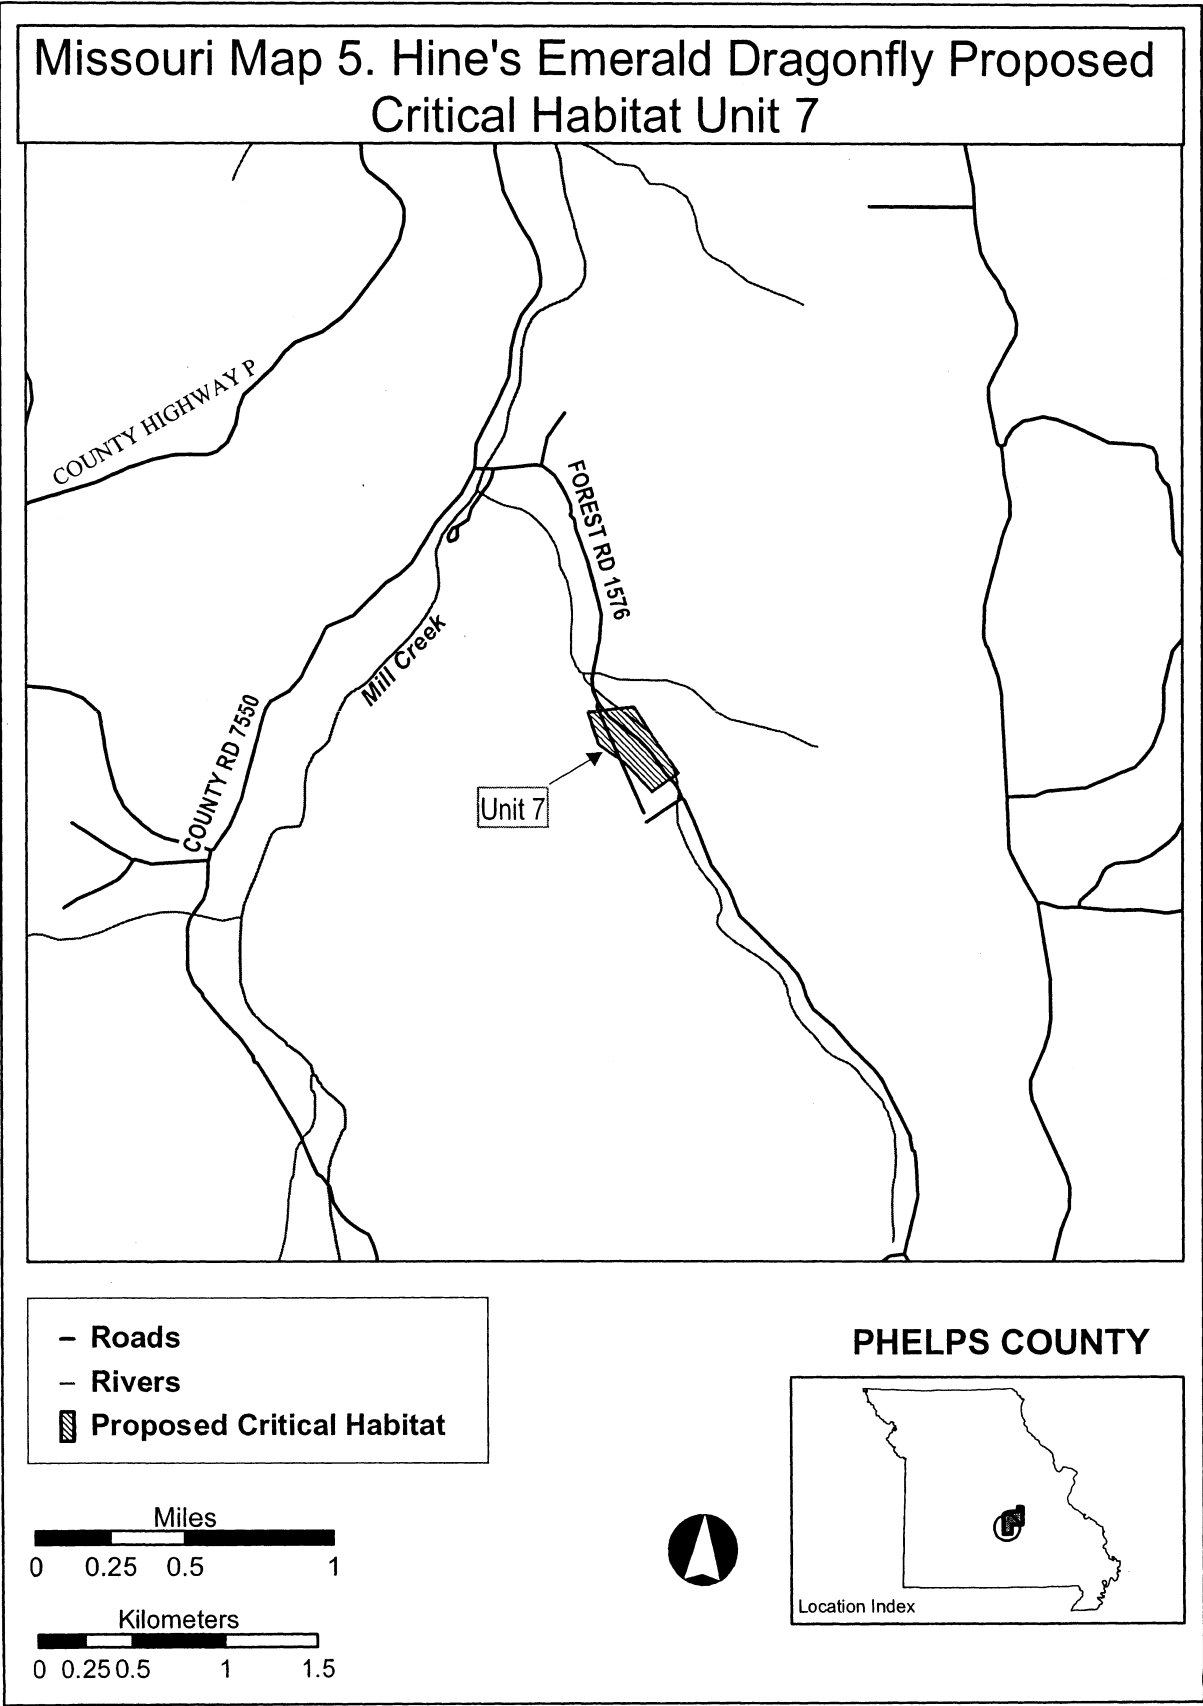 Missouri Map 5. Hine's Emerald Dragonfly Proposed
Critical Habitat Unit 7
COUNTY HIGHWAY P
FOREST RD 1576
Mill Creek
COUNTY RD 7550
Unit 7
Roads
Rivers
Proposed Critical Habitat
PHELPS COUNTY
Miles
0 0.25 0.5 1
Kilometers
0 0.25 0.5 1 1.5
Location Index